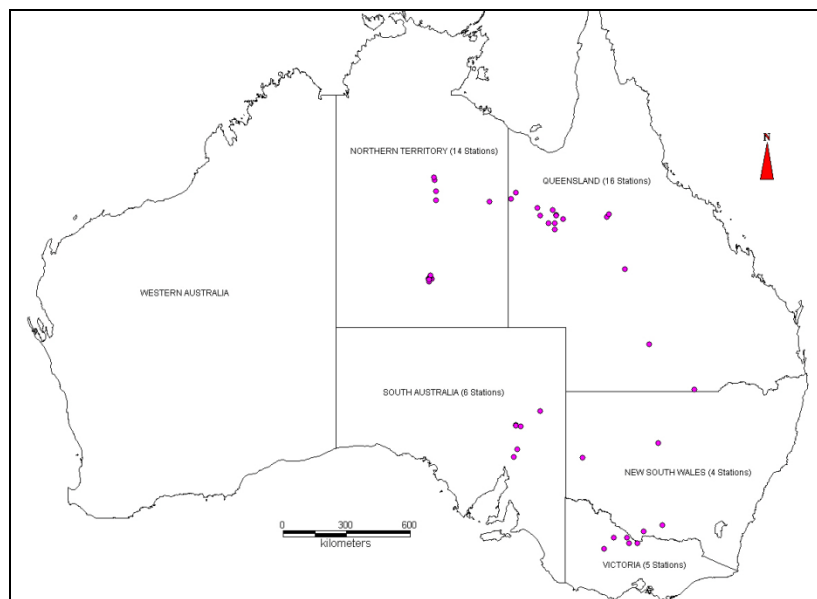 N
NORTHERN TERRITORY (14 Stations)
QUEENSLAND (16 Stations)
WESTERN AUSTRALIA
SOUTH AUSTRALIA (6 Stations)
NEW SOUTH WALES (4 Stations)
0 300 600
kilometers
VICTORIA (5 Stations)